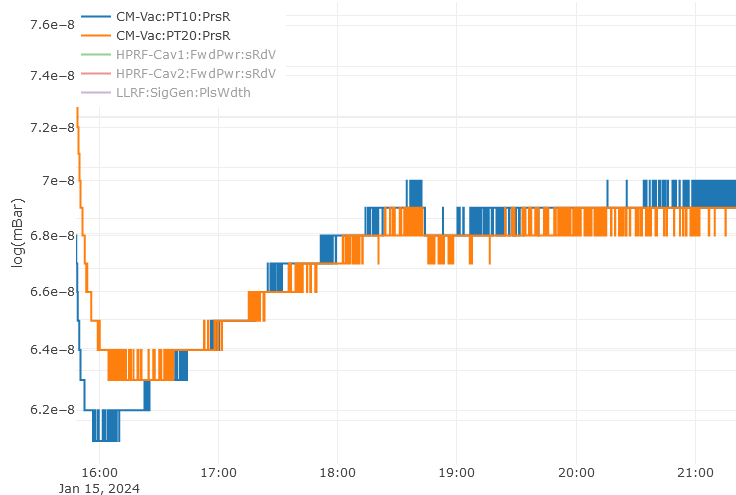 CM-Vac:PT10:PrsR
CM-Vac:PT20:PrsR
HPRF-Cav1:FwdPwr:sRdV
HPRF-Cav2:FwdPwr:sRdV
LLRF:SigGen:PlsWdth
log(mBar)
7.6e−8
7.4e−8
7.2e−8
7e−8
6.8e−8
6.6e−8
6.4e−8
6.2e−8
16:00
17:00
18:00
19:00
20:00
21:00
Jan 15, 2024